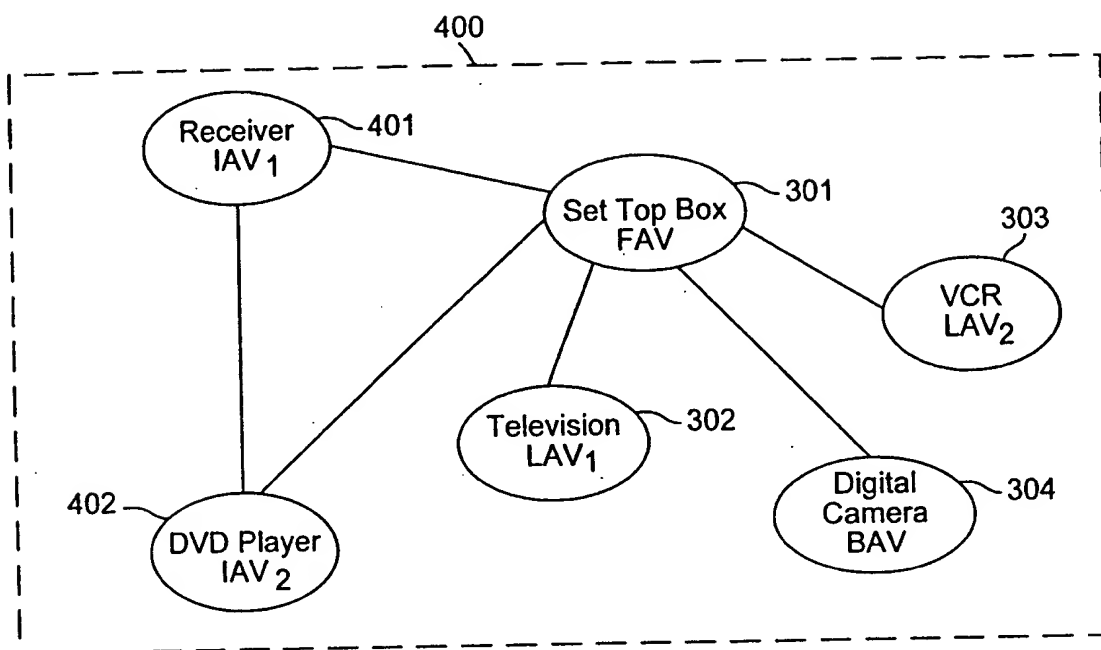 400
Receiver
IAV1
401
Set Top Box
FAV
301
303
VCR
LAV2
Television
LAV1
302
Digital
Camera
BAV
304
402
DVD Player
IAV2